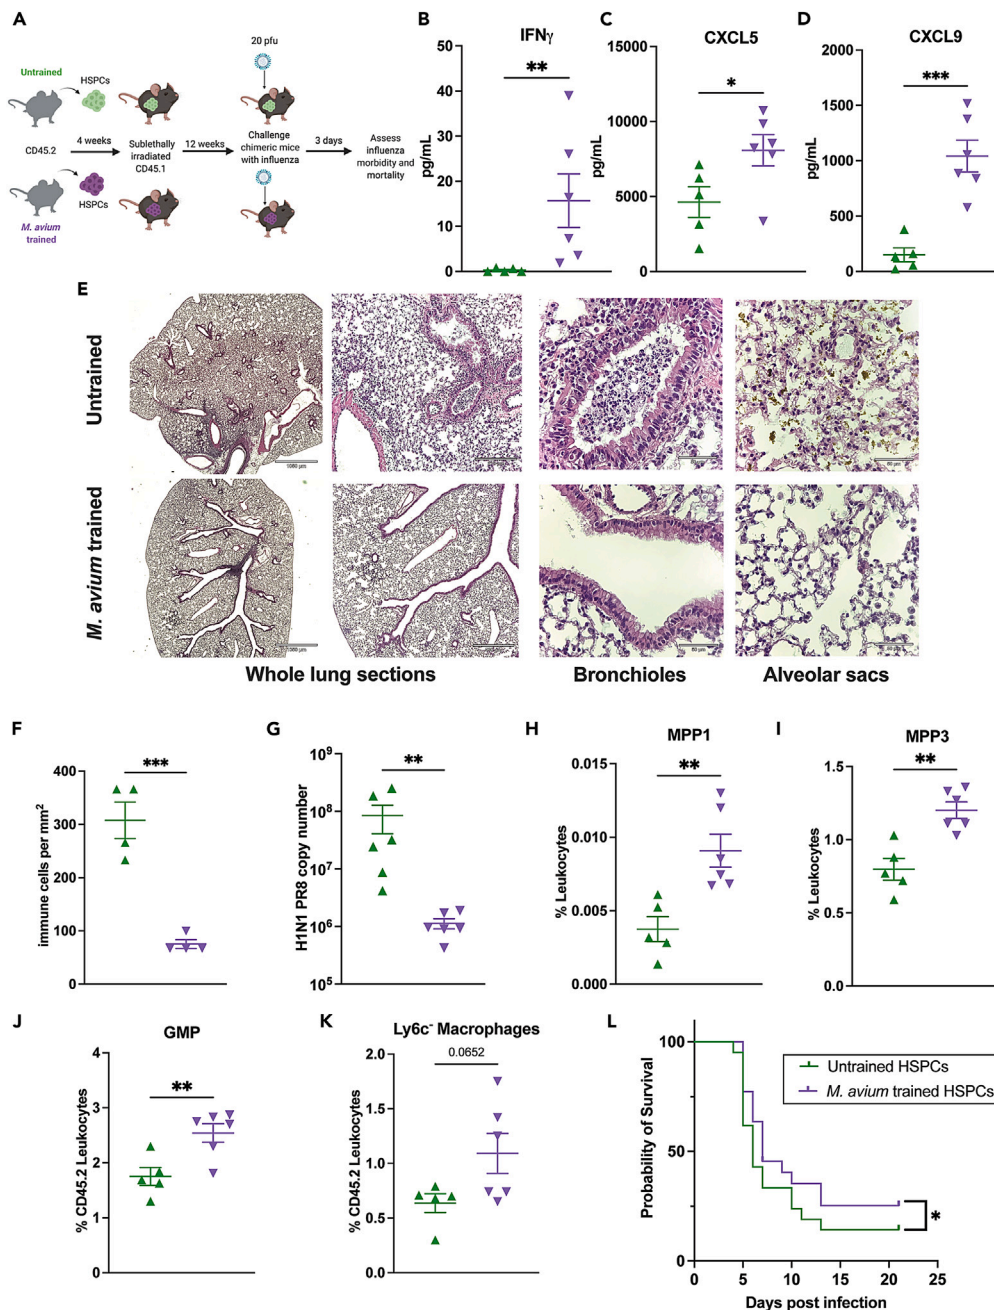 A
Untrained
HSPCs
CD45.2
4 weeks
Sublethally
irradiated
CD45.1
12 weeks
20 pfu
Challenge
chimeric mice
with influenza
3 days
Assess
influenza
morbidity and
mortality
HSPCs
M. avium
trained
B
IFNγ
**
pg/mL
50
40
30
20
10
0
C
CXCL5
*
pg/mL
15000
10000
5000
0
D
CXCL9
***
pg/mL
2000
1500
1000
500
0
E
Untrained
M. avium trained
Whole lung sections
Bronchioles
Alveolar sacs
F
***
immune cells per mm²
400
300
200
100
0
G
**
H1N1 PR8 copy number
10⁹
10⁸
10⁷
10⁶
10⁵
H
MPP1
**
% Leukocytes
0.015
0.010
0.005
0.000
I
MPP3
**
% Leukocytes
1.5
1.0
0.5
0.0
J
GMP
**
% CD45.2 Leukocytes
4
3
2
1
0
K
Ly6c⁻ Macrophages
0.0652
% CD45.2 Leukocytes
2.0
1.5
1.0
0.5
0.0
L
Untrained HSPCs
M. avium trained HSPCs
*
Probability of Survival
100
50
0
0 5 10 15 20 25
Days post infection